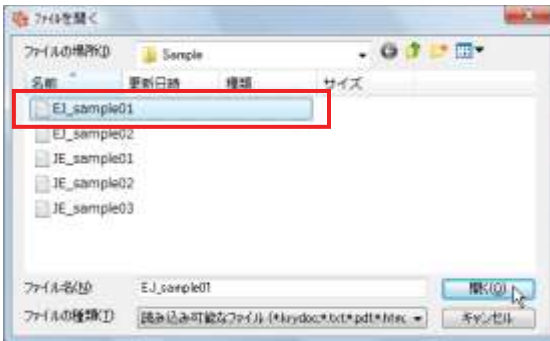 ファイルを開く
ファイルの場所(I) Sample
名前 更新日時 種類 サイズ
EJ_sample01
EJ_sample02
JE_sample01
JE_sample02
JE_sample03
ファイル名(N) EJ_sample01 開く(O)
ファイルの種類(T) 読み込み可能なファイル (*.krydoc;*.txt;*.pdf;*.htm; キャンセル